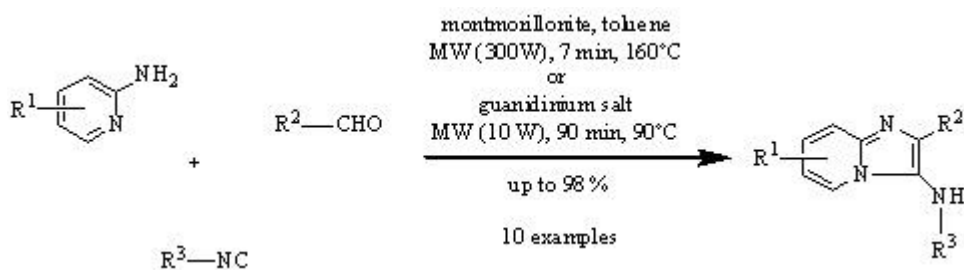 montmorillonite, toluene
MW (300W), 7 min, 160°C
or
guanidinium salt
MW (10 W), 90 min, 90°C
R¹
NH₂
N
R²—CHO
+
R³—NC
up to 98 %
10 examples
R¹
N
R²
N
NH
R³